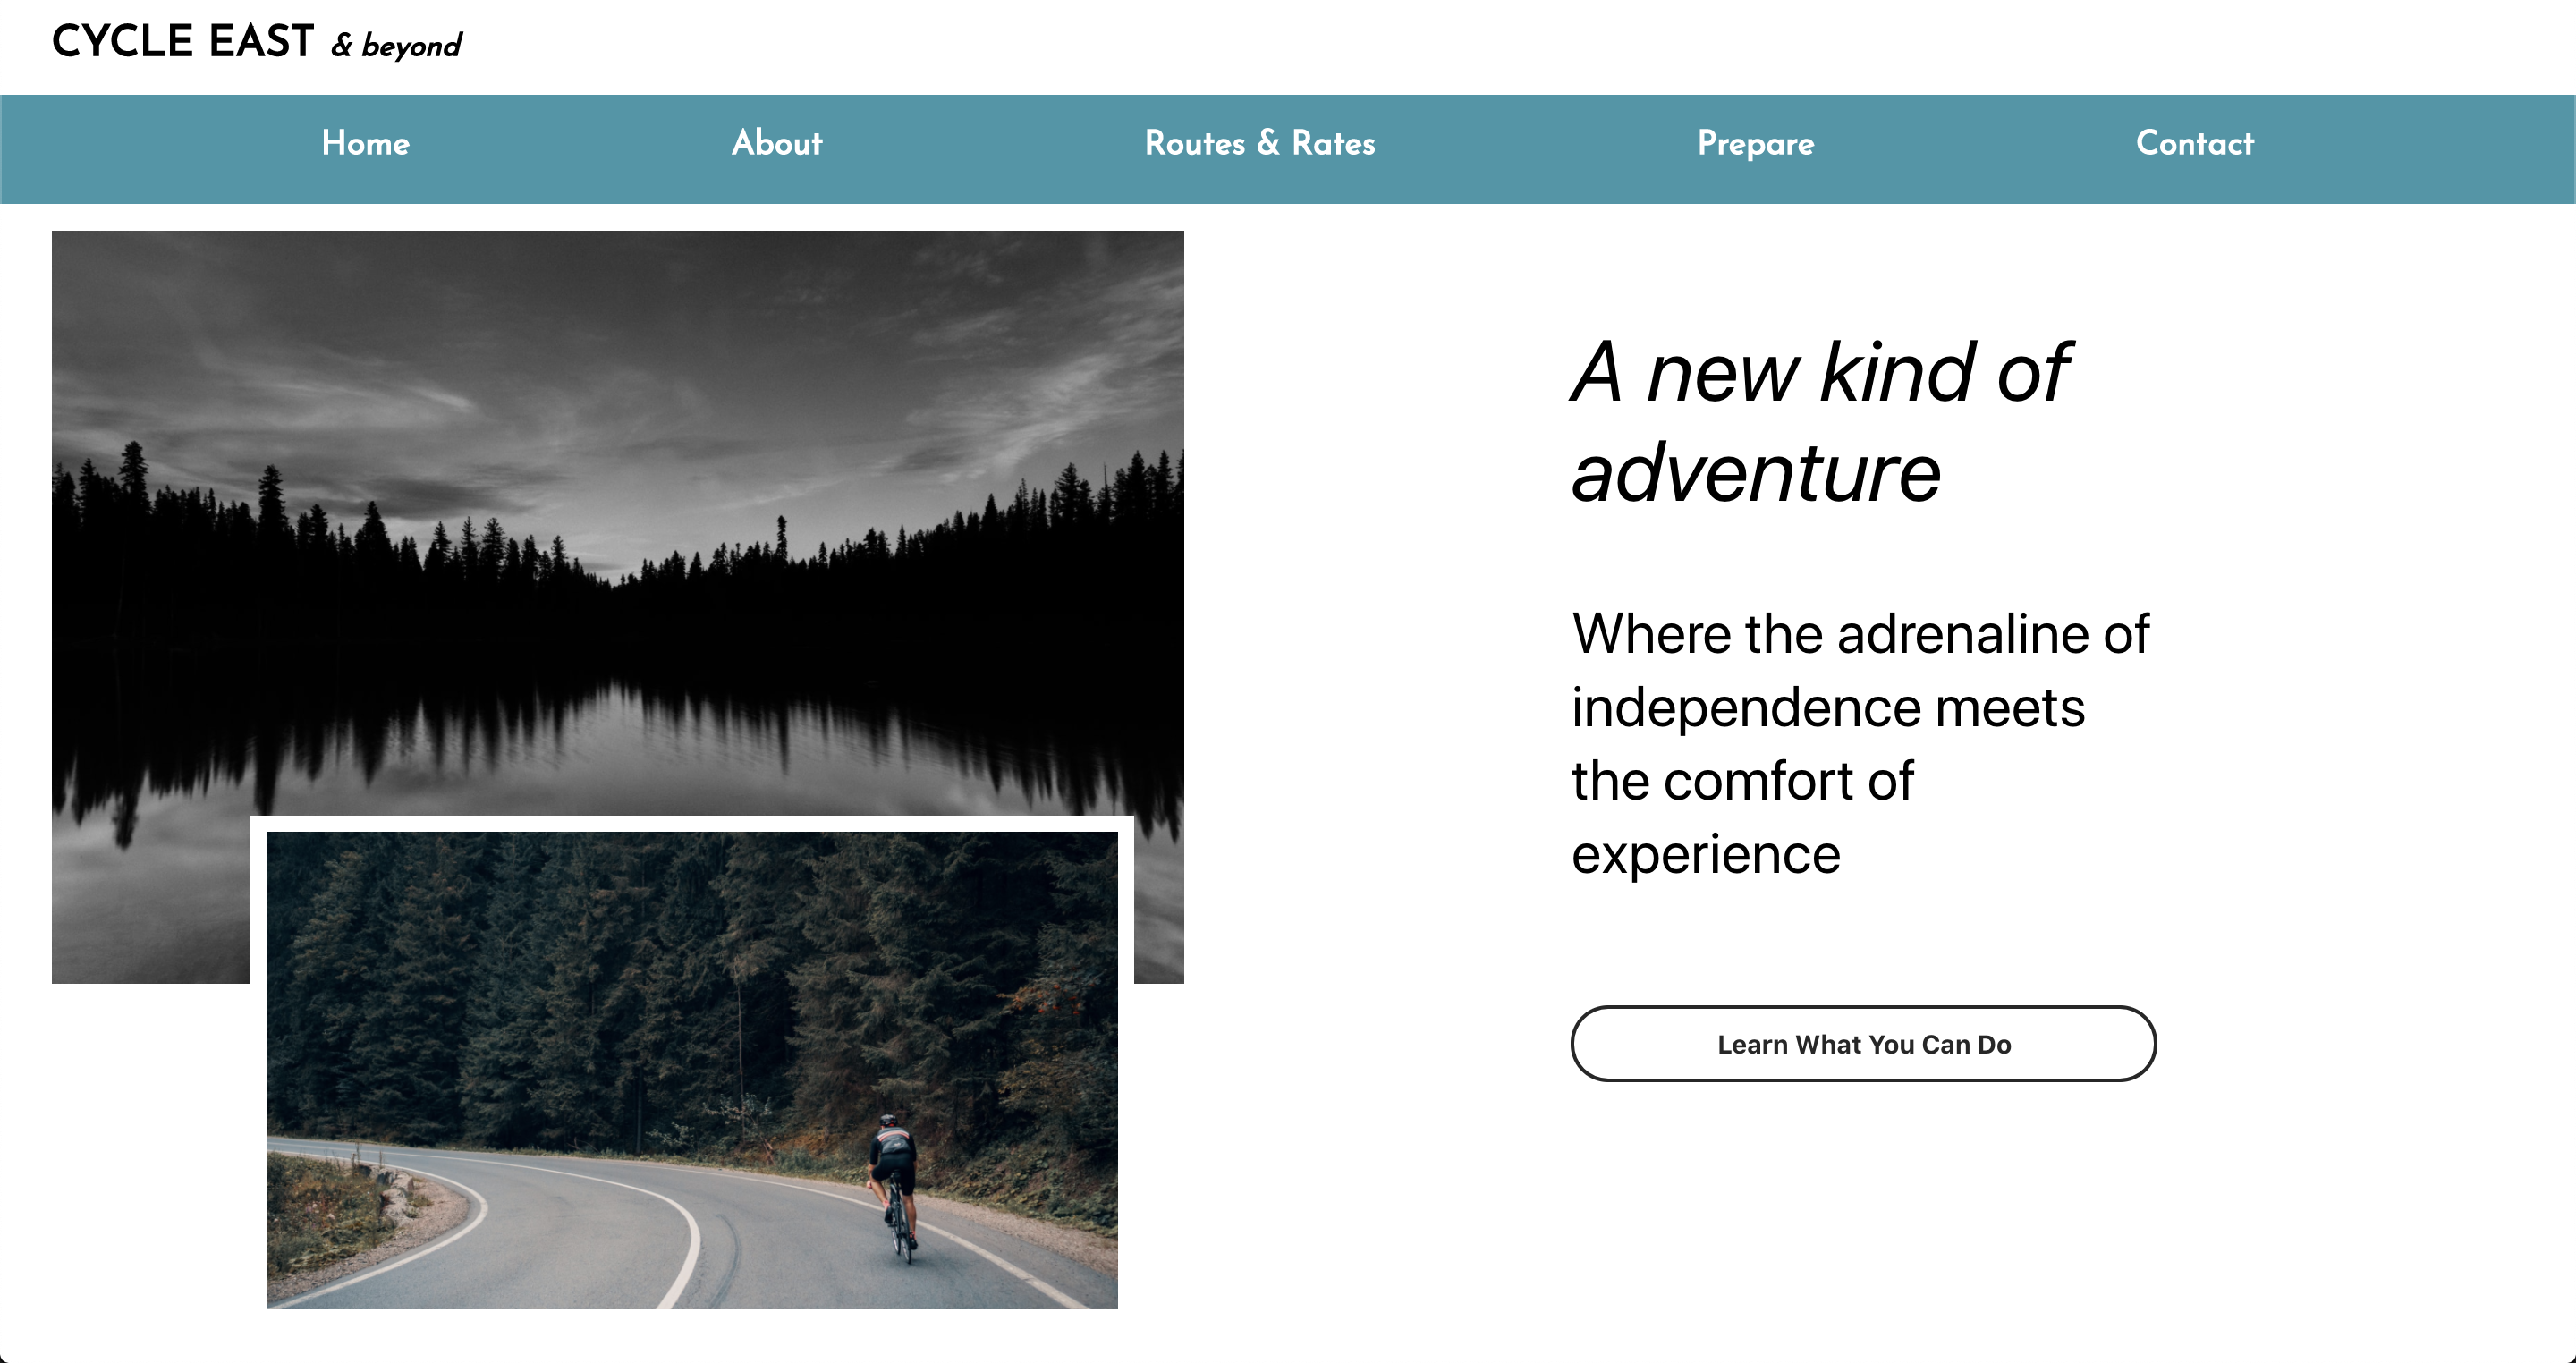 CYCLE EAST & beyond
Home About Routes & Rates Prepare Contact
A new kind of
adventure
Where the adrenaline of
independence meets
the comfort of
experience
Learn What You Can Do